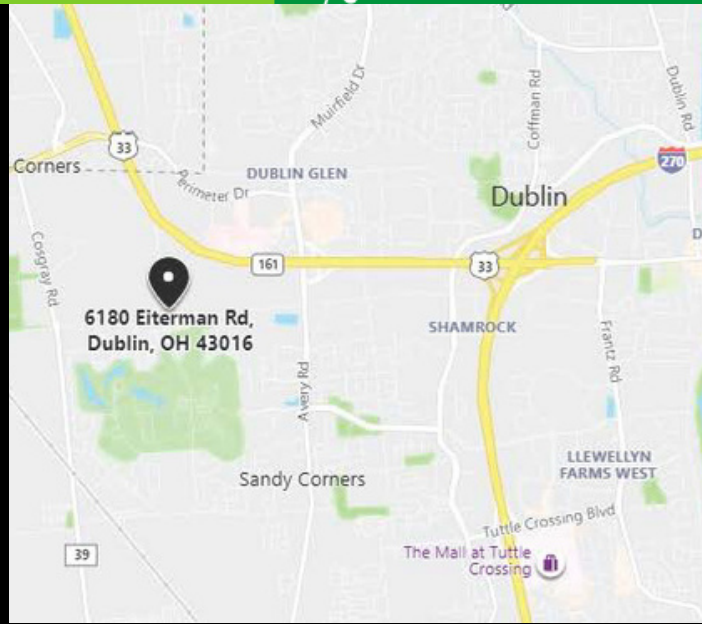 Muirfield Dr
Coffman Rd
Dublin Rd
33
270
Corners
Perimeter Dr
DUBLIN GLEN
Dublin
Cosgray Rd
161
33
D
6180 Eiterman Rd,
Dublin, OH 43016
SHAMROCK
Frantz Rd
Avery Rd
Sandy Corners
LLEWELLYN
FARMS WEST
Tuttle Crossing Blvd
39
The Mall at Tuttle
Crossing